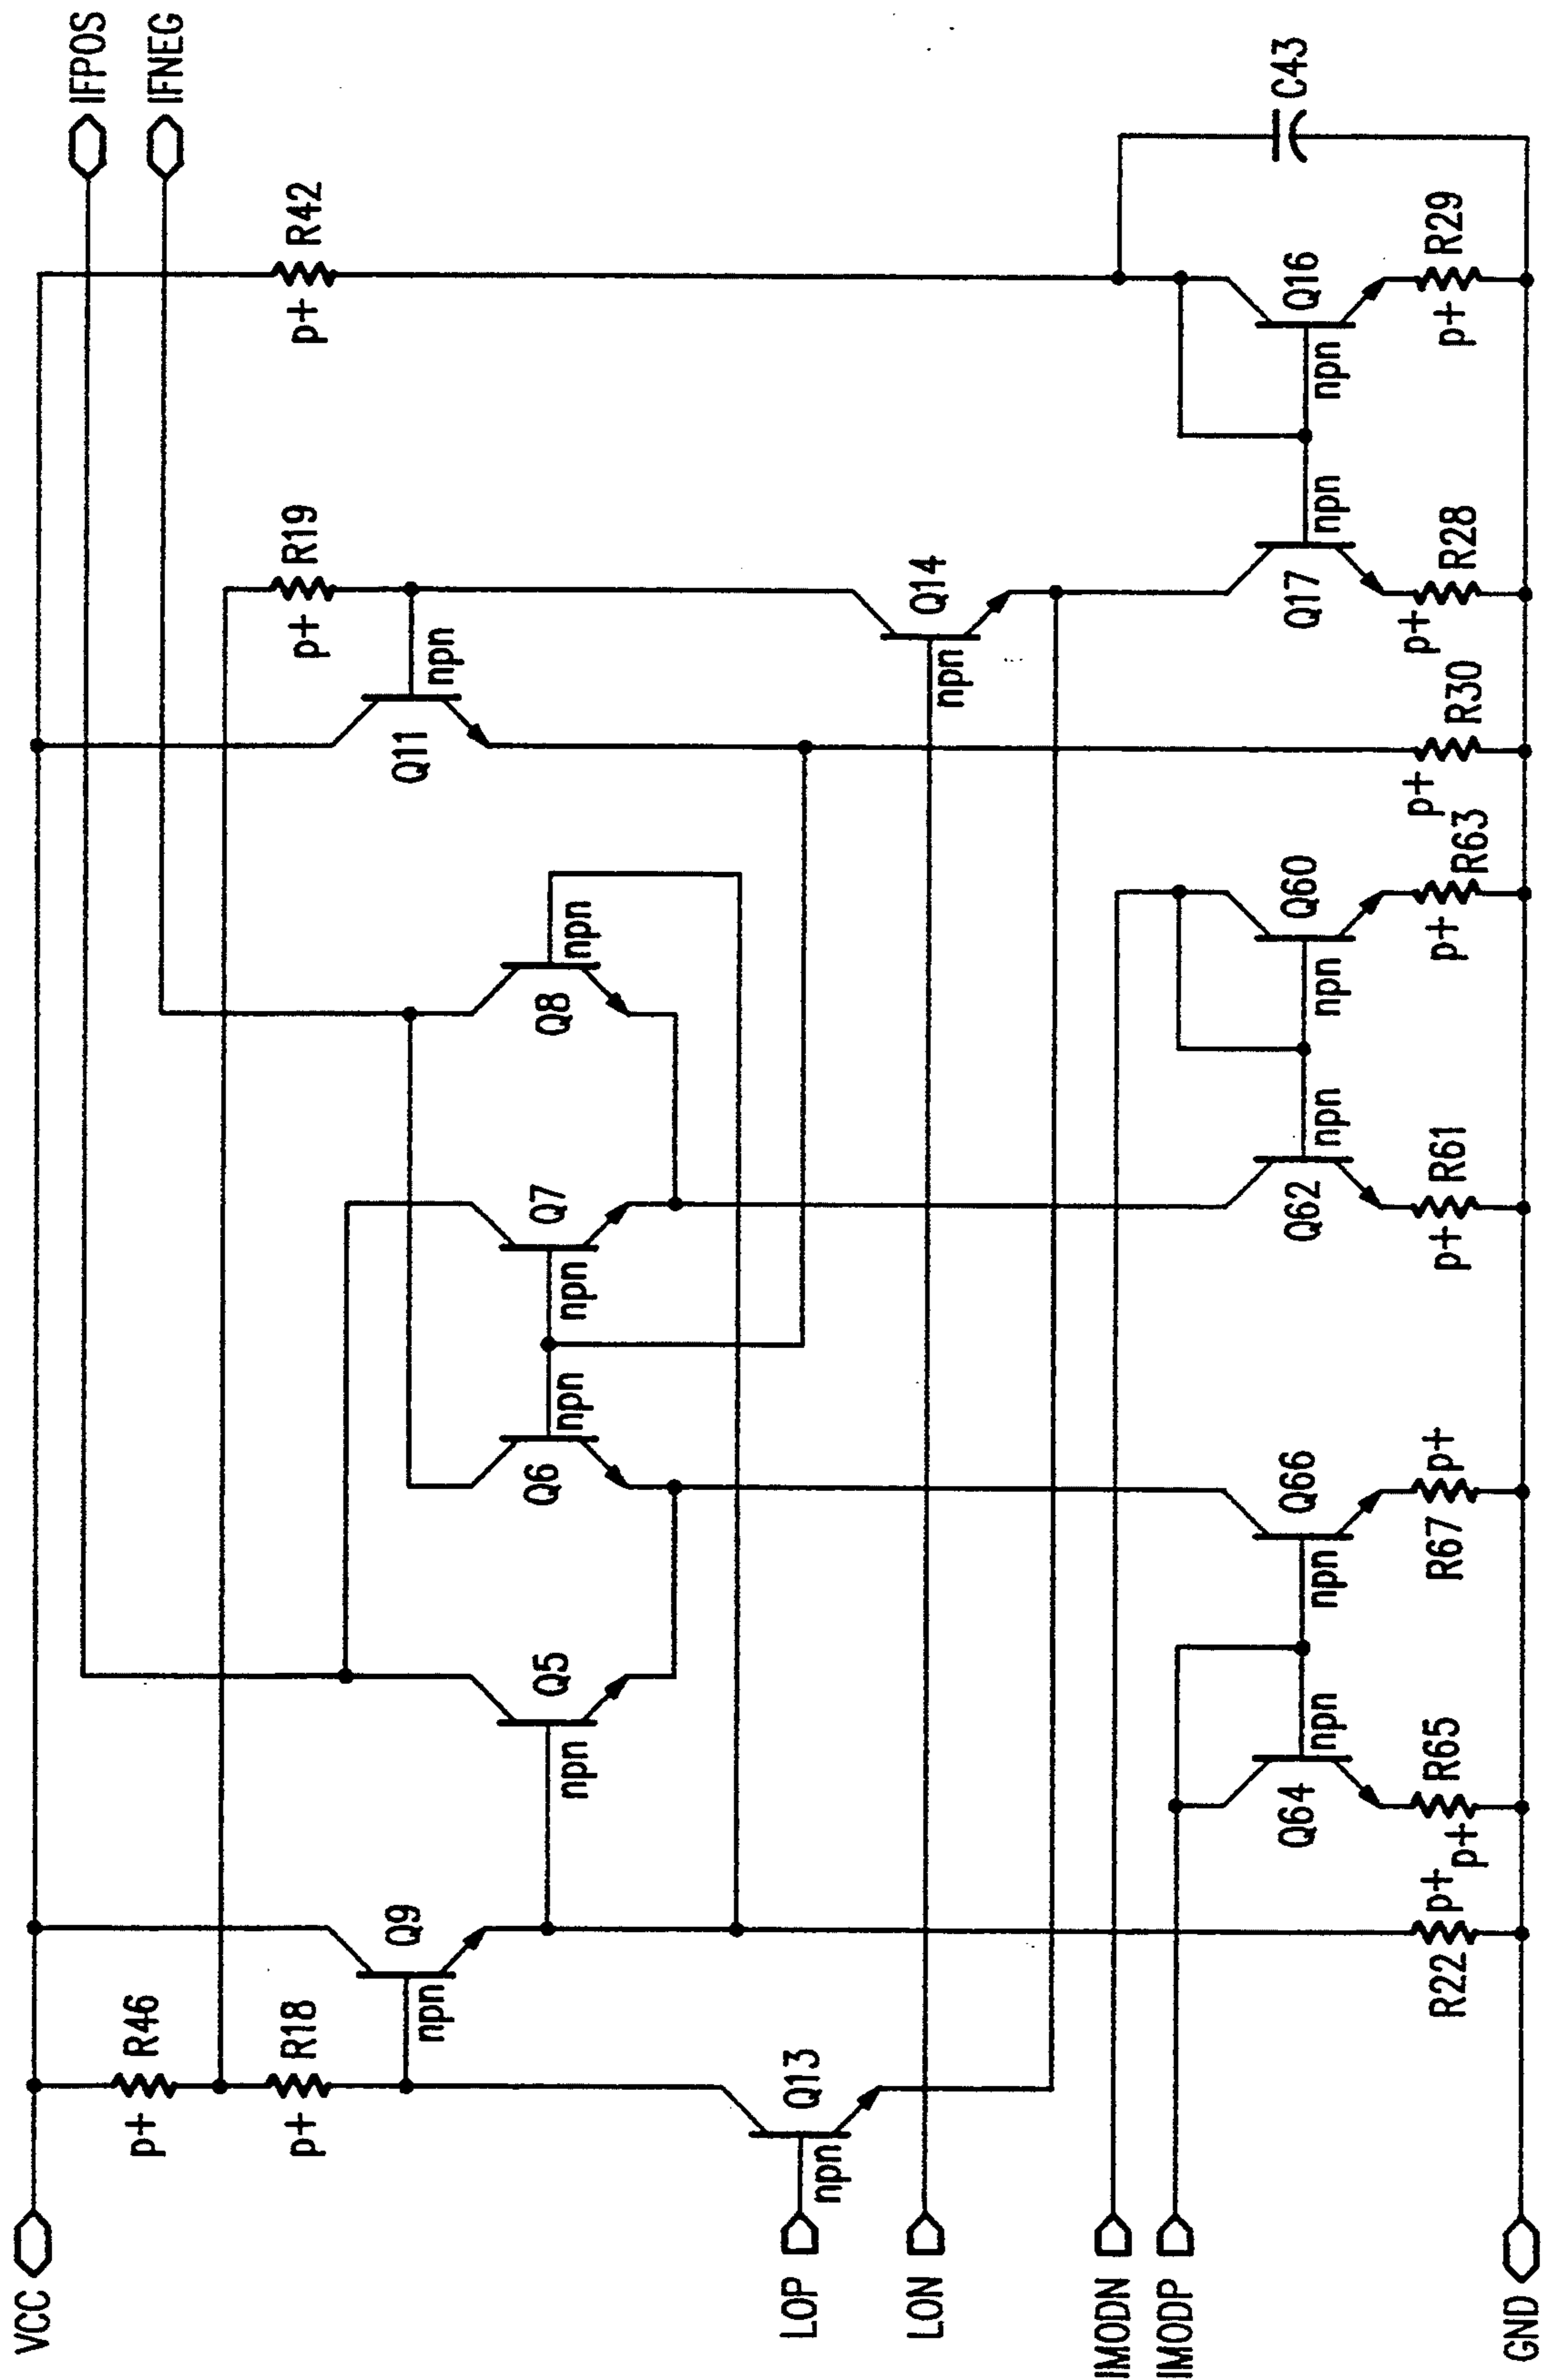 VCC
IFPOS
IFNEG
R46
p+
R18
p+
R19
p+
R42
p+
Q9
npn
Q11
npn
Q5
npn
Q6
npn
Q7
npn
Q8
npn
Q13
npn
Q14
npn
LOP
LON
IMODN
IMODP
Q64
npn
Q66
npn
Q62
npn
Q60
npn
Q17
npn
Q16
npn
C43
R22
p+
R65
p+
R67
p+
R61
p+
R63
p+
R30
p+
R28
p+
R29
p+
GND